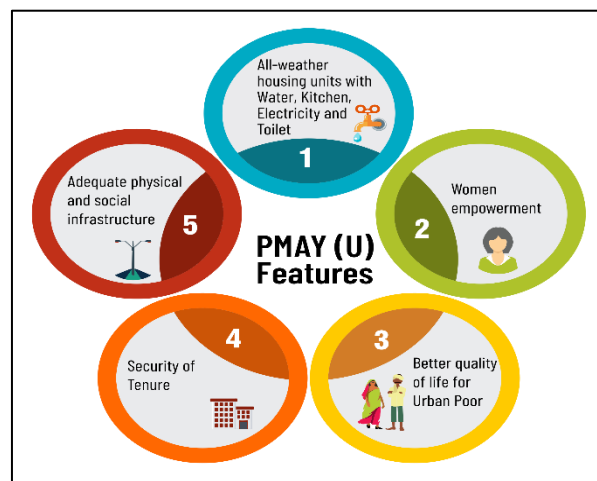 All-weather
housing units with
Water, Kitchen,
Electricity and
Toilet
1
Women
empowerment
2
Better quality
of life for
Urban Poor
3
Security of
Tenure
4
Adequate physical
and social
infrastructure
5
PMAY (U)
Features